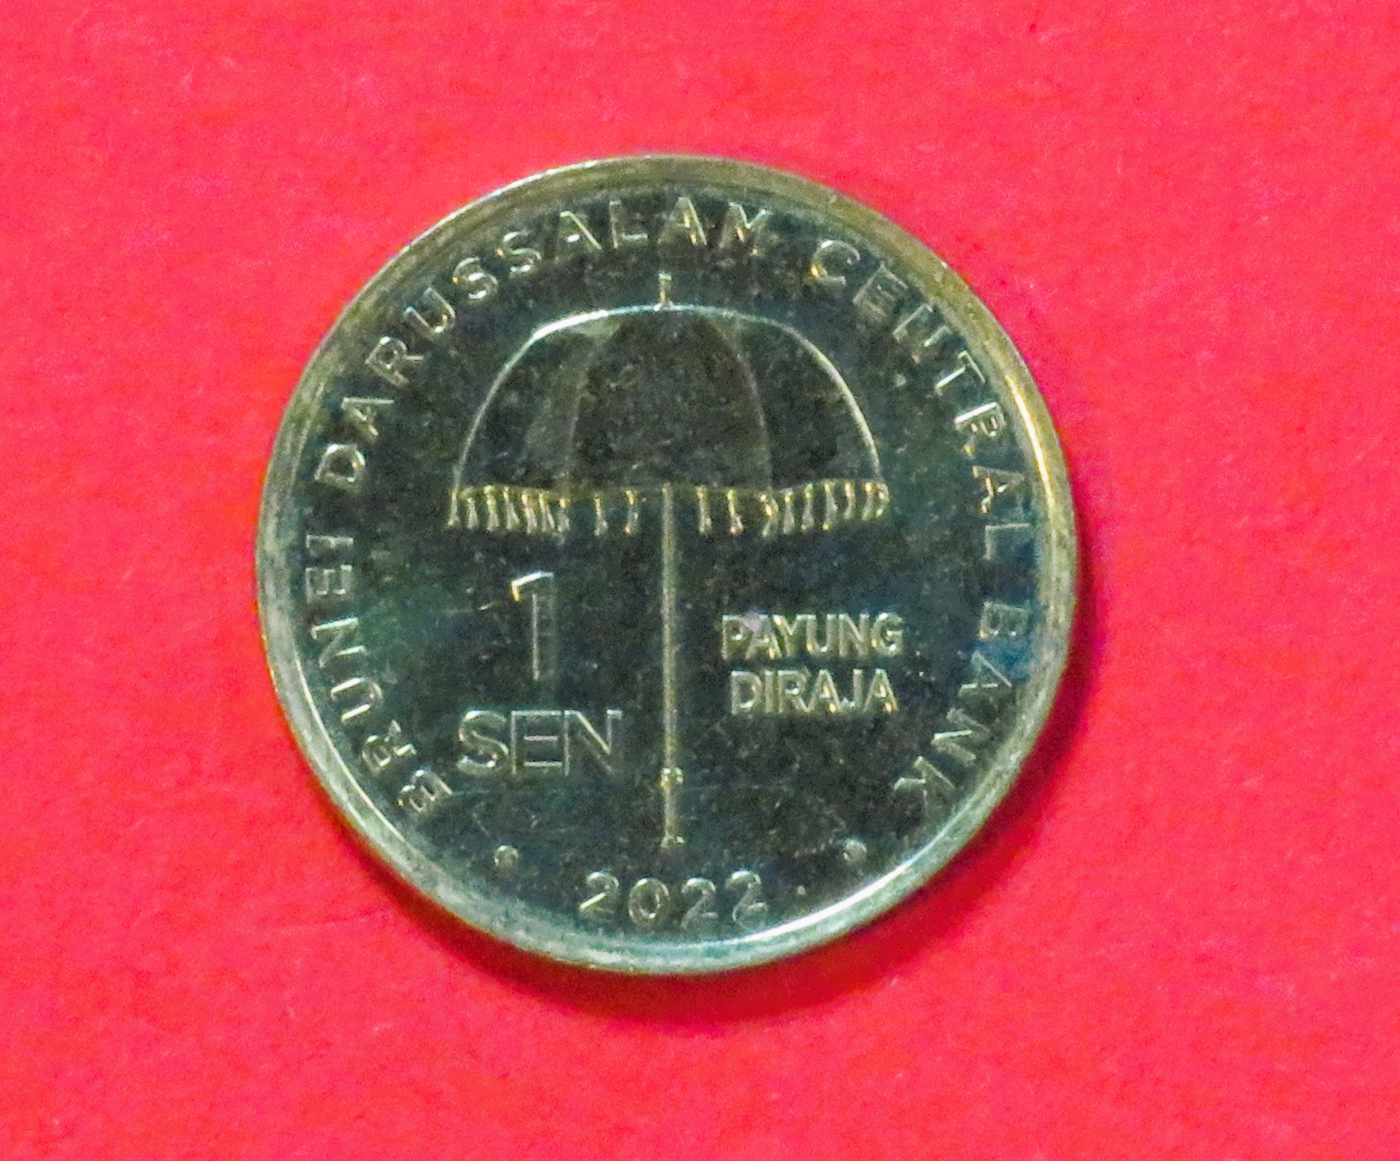 BRUNEI DARUSSALAM CENTRAL BANK
1
SEN
PAYUNG
DIRAJA
2022